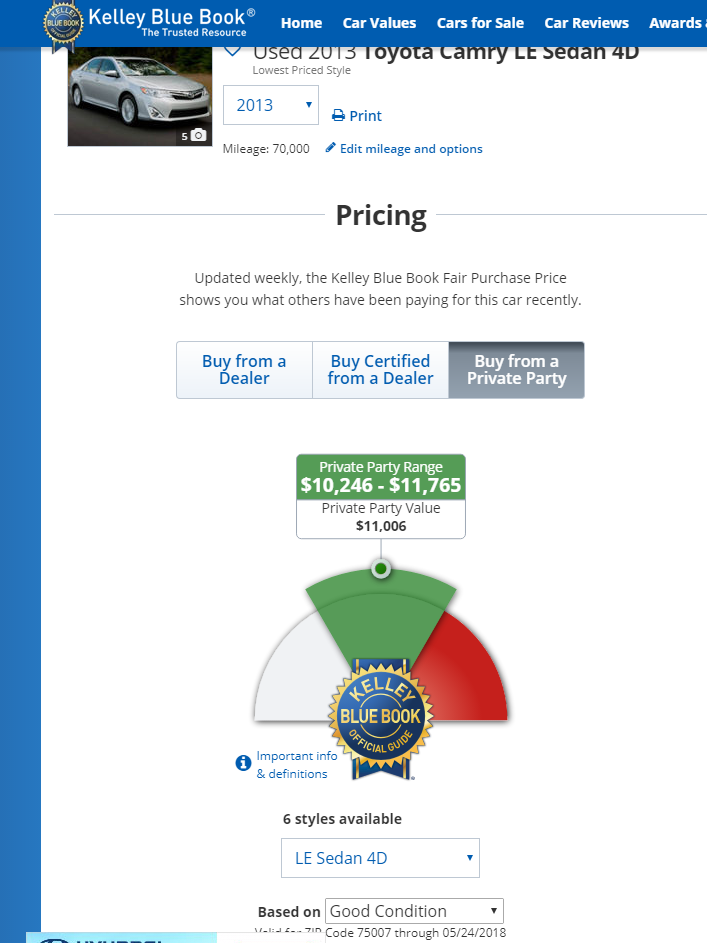 Kelley Blue Book®
The Trusted Resource
Home Car Values Cars for Sale Car Reviews Awards
KELLEY
BLUE BOOK
OFFICIAL GUIDE
Used 2013 Toyota Camry LE Sedan 4D
Lowest Priced Style
5
2013
Print
Mileage: 70,000 Edit mileage and options
Pricing
Updated weekly, the Kelley Blue Book Fair Purchase Price
shows you what others have been paying for this car recently.
Buy from a
Dealer
Buy Certified
from a Dealer
Buy from a
Private Party
Private Party Range
$10,246 - $11,765
Private Party Value
$11,006
KELLEY
BLUE BOOK
OFFICIAL GUIDE
Important info
& definitions
6 styles available
LE Sedan 4D
Based on Good Condition
Valid for ZIP Code 75007 through 05/24/2018
HYUNDAI